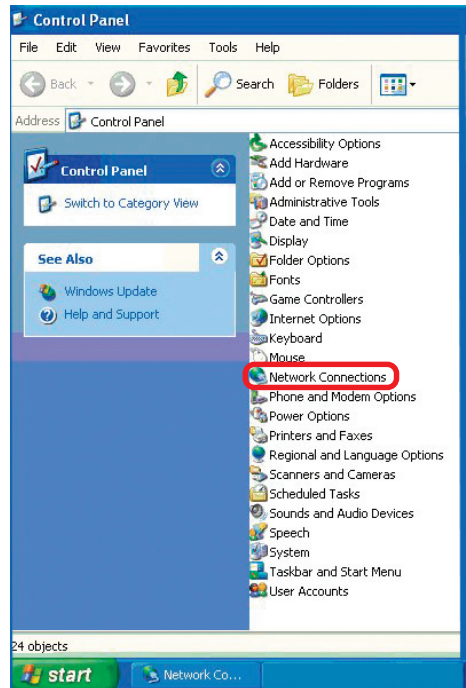 Control Panel
File Edit View Favorites Tools Help
Back Search Folders
Address Control Panel
Control Panel
Switch to Category View
See Also
Windows Update
Help and Support
Accessibility Options
Add Hardware
Add or Remove Programs
Administrative Tools
Date and Time
Display
Folder Options
Fonts
Game Controllers
Internet Options
Keyboard
Mouse
Network Connections
Phone and Modem Options
Power Options
Printers and Faxes
Regional and Language Options
Scanners and Cameras
Scheduled Tasks
Sounds and Audio Devices
Speech
System
Taskbar and Start Menu
User Accounts
24 objects
start Network Co...